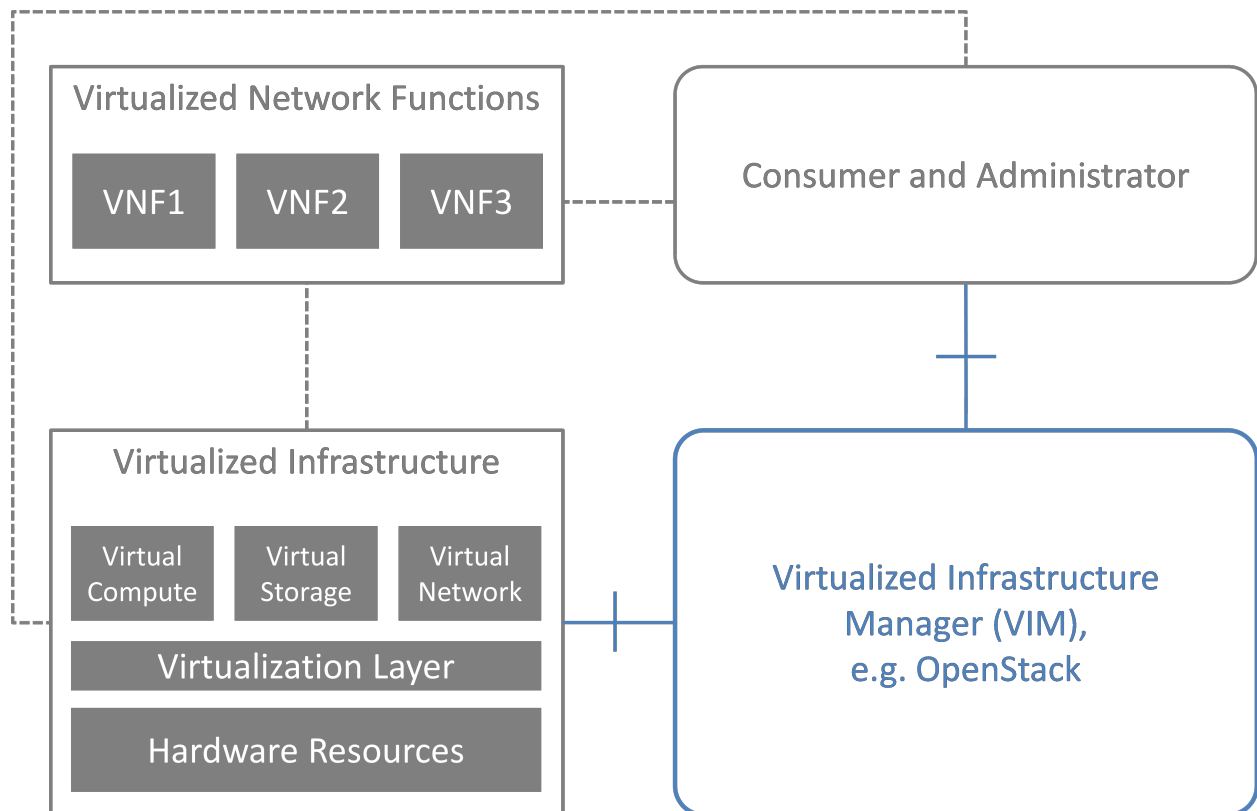 Virtualized Network Functions
VNF1
VNF2
VNF3
Consumer and Administrator
Virtualized Infrastructure
Virtual
Compute
Virtual
Storage
Virtual
Network
Virtualization Layer
Hardware Resources
Virtualized Infrastructure
Manager (VIM),
e.g. OpenStack